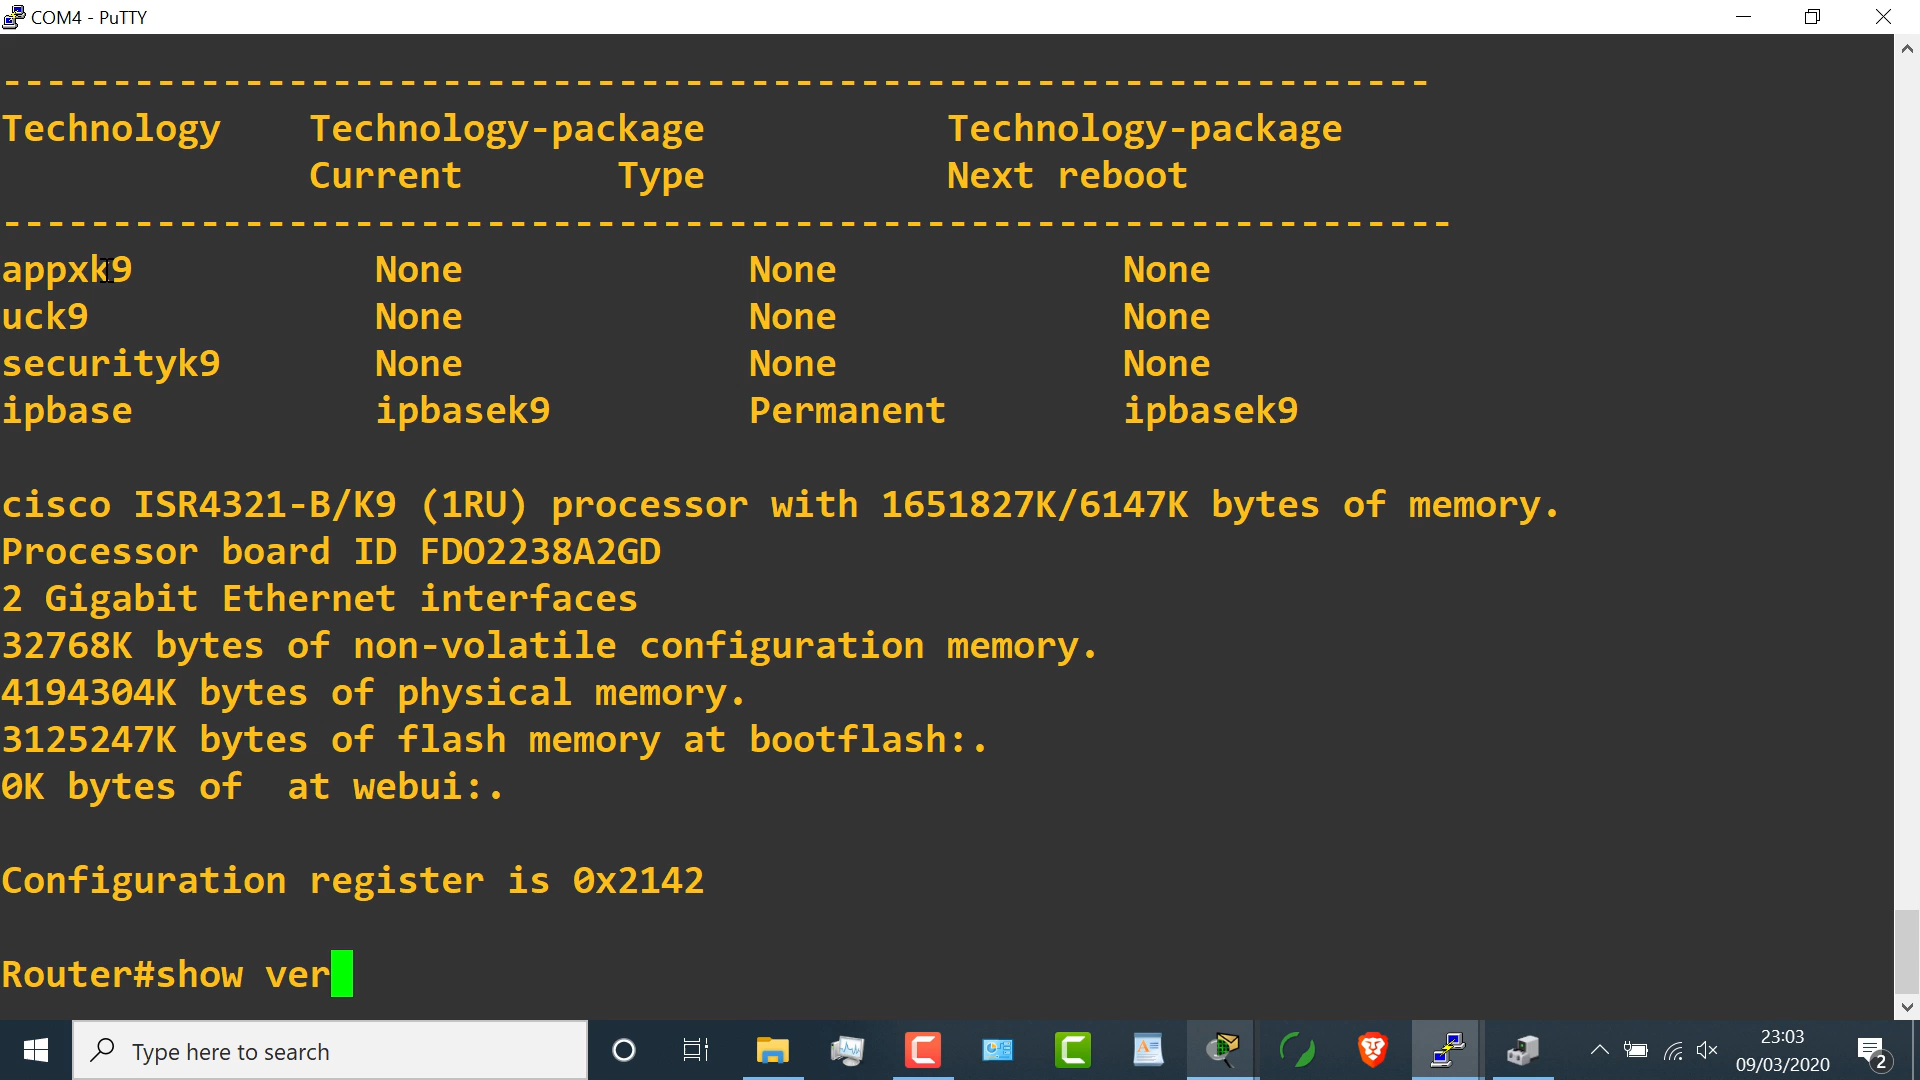 COM4 - PuTTY
--------------------------------------------------------------------
Technology    Technology-package           Technology-package
              Current       Type           Next reboot
---------------------------------------------------------------------
appxk9           None             None             None
uck9             None             None             None
securityk9       None             None             None
ipbase           ipbasek9         Permanent        ipbasek9
cisco ISR4321-B/K9 (1RU) processor with 1651827K/6147K bytes of memory.
Processor board ID FDO2238A2GD
2 Gigabit Ethernet interfaces
32768K bytes of non-volatile configuration memory.
4194304K bytes of physical memory.
3125247K bytes of flash memory at bootflash:.
0K bytes of  at webui:.
Configuration register is 0x2142
Router#show ver
Type here to search
23:03
09/03/2020
2